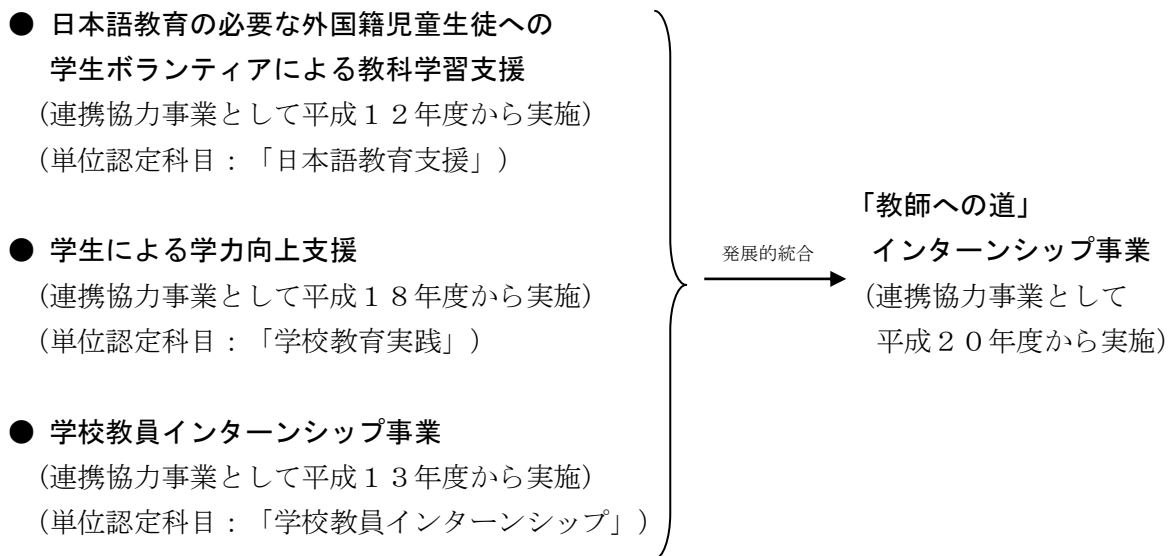 ● 日本語教育の必要な外国籍児童生徒への
学生ボランティアによる教科学習支援
(連携協力事業として平成12年度から実施)
(単位認定科目:「日本語教育支援」)
● 学生による学力向上支援
(連携協力事業として平成18年度から実施)
(単位認定科目:「学校教育実践」)
● 学校教員インターンシップ事業
(連携協力事業として平成13年度から実施)
(単位認定科目:「学校教員インターンシップ」)
発展的統合
「教師への道」
インターンシップ事業
(連携協力事業として
平成20年度から実施)